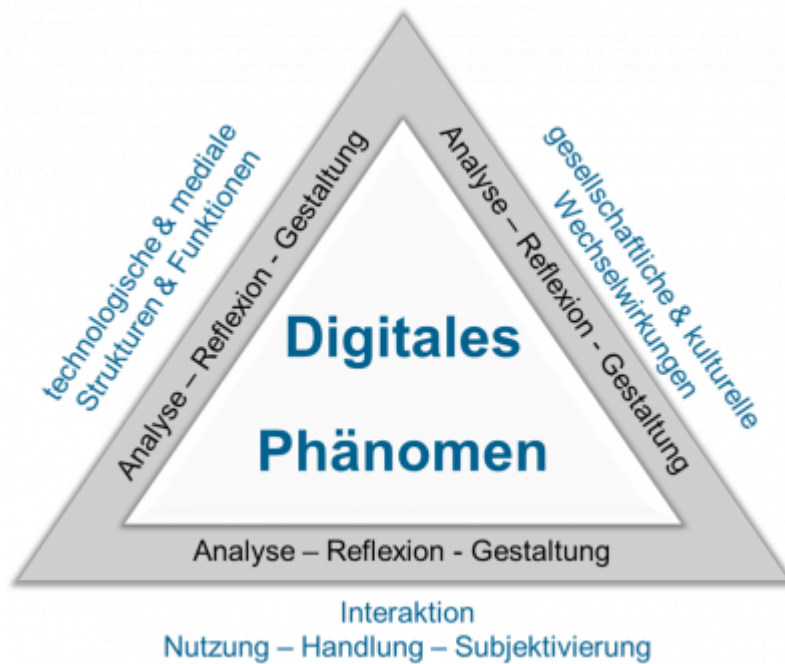 technologische & mediale
Strukturen & Funktionen
Analyse – Reflexion - Gestaltung
gesellschaftliche & kulturelle
Wechselwirkungen
Analyse – Reflexion - Gestaltung
Digitales
Phänomen
Analyse – Reflexion - Gestaltung
Interaktion
Nutzung – Handlung – Subjektivierung